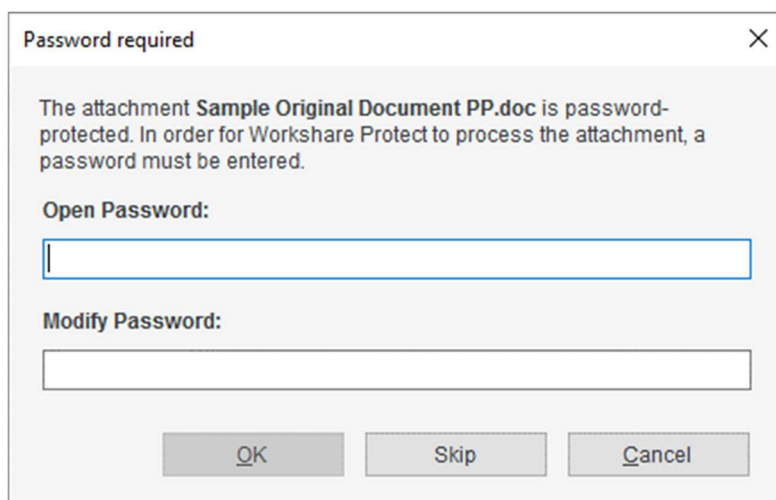 Password required
The attachment Sample Original Document PP.doc is password-
protected. In order for Workshare Protect to process the attachment, a
password must be entered.
Open Password:
Modify Password:
OK
Skip
Cancel